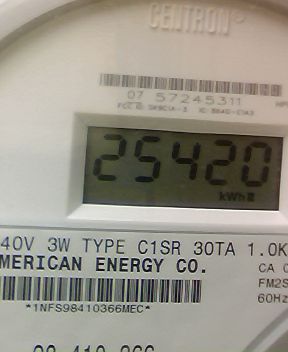 CENTRON
07 57245311
25420
kWh
40V 3W TYPE C1SR 30TA 1.0K
MERICAN ENERGY CO.
CA 0
FM2S
60Hz
*1NFS98410366MEC*